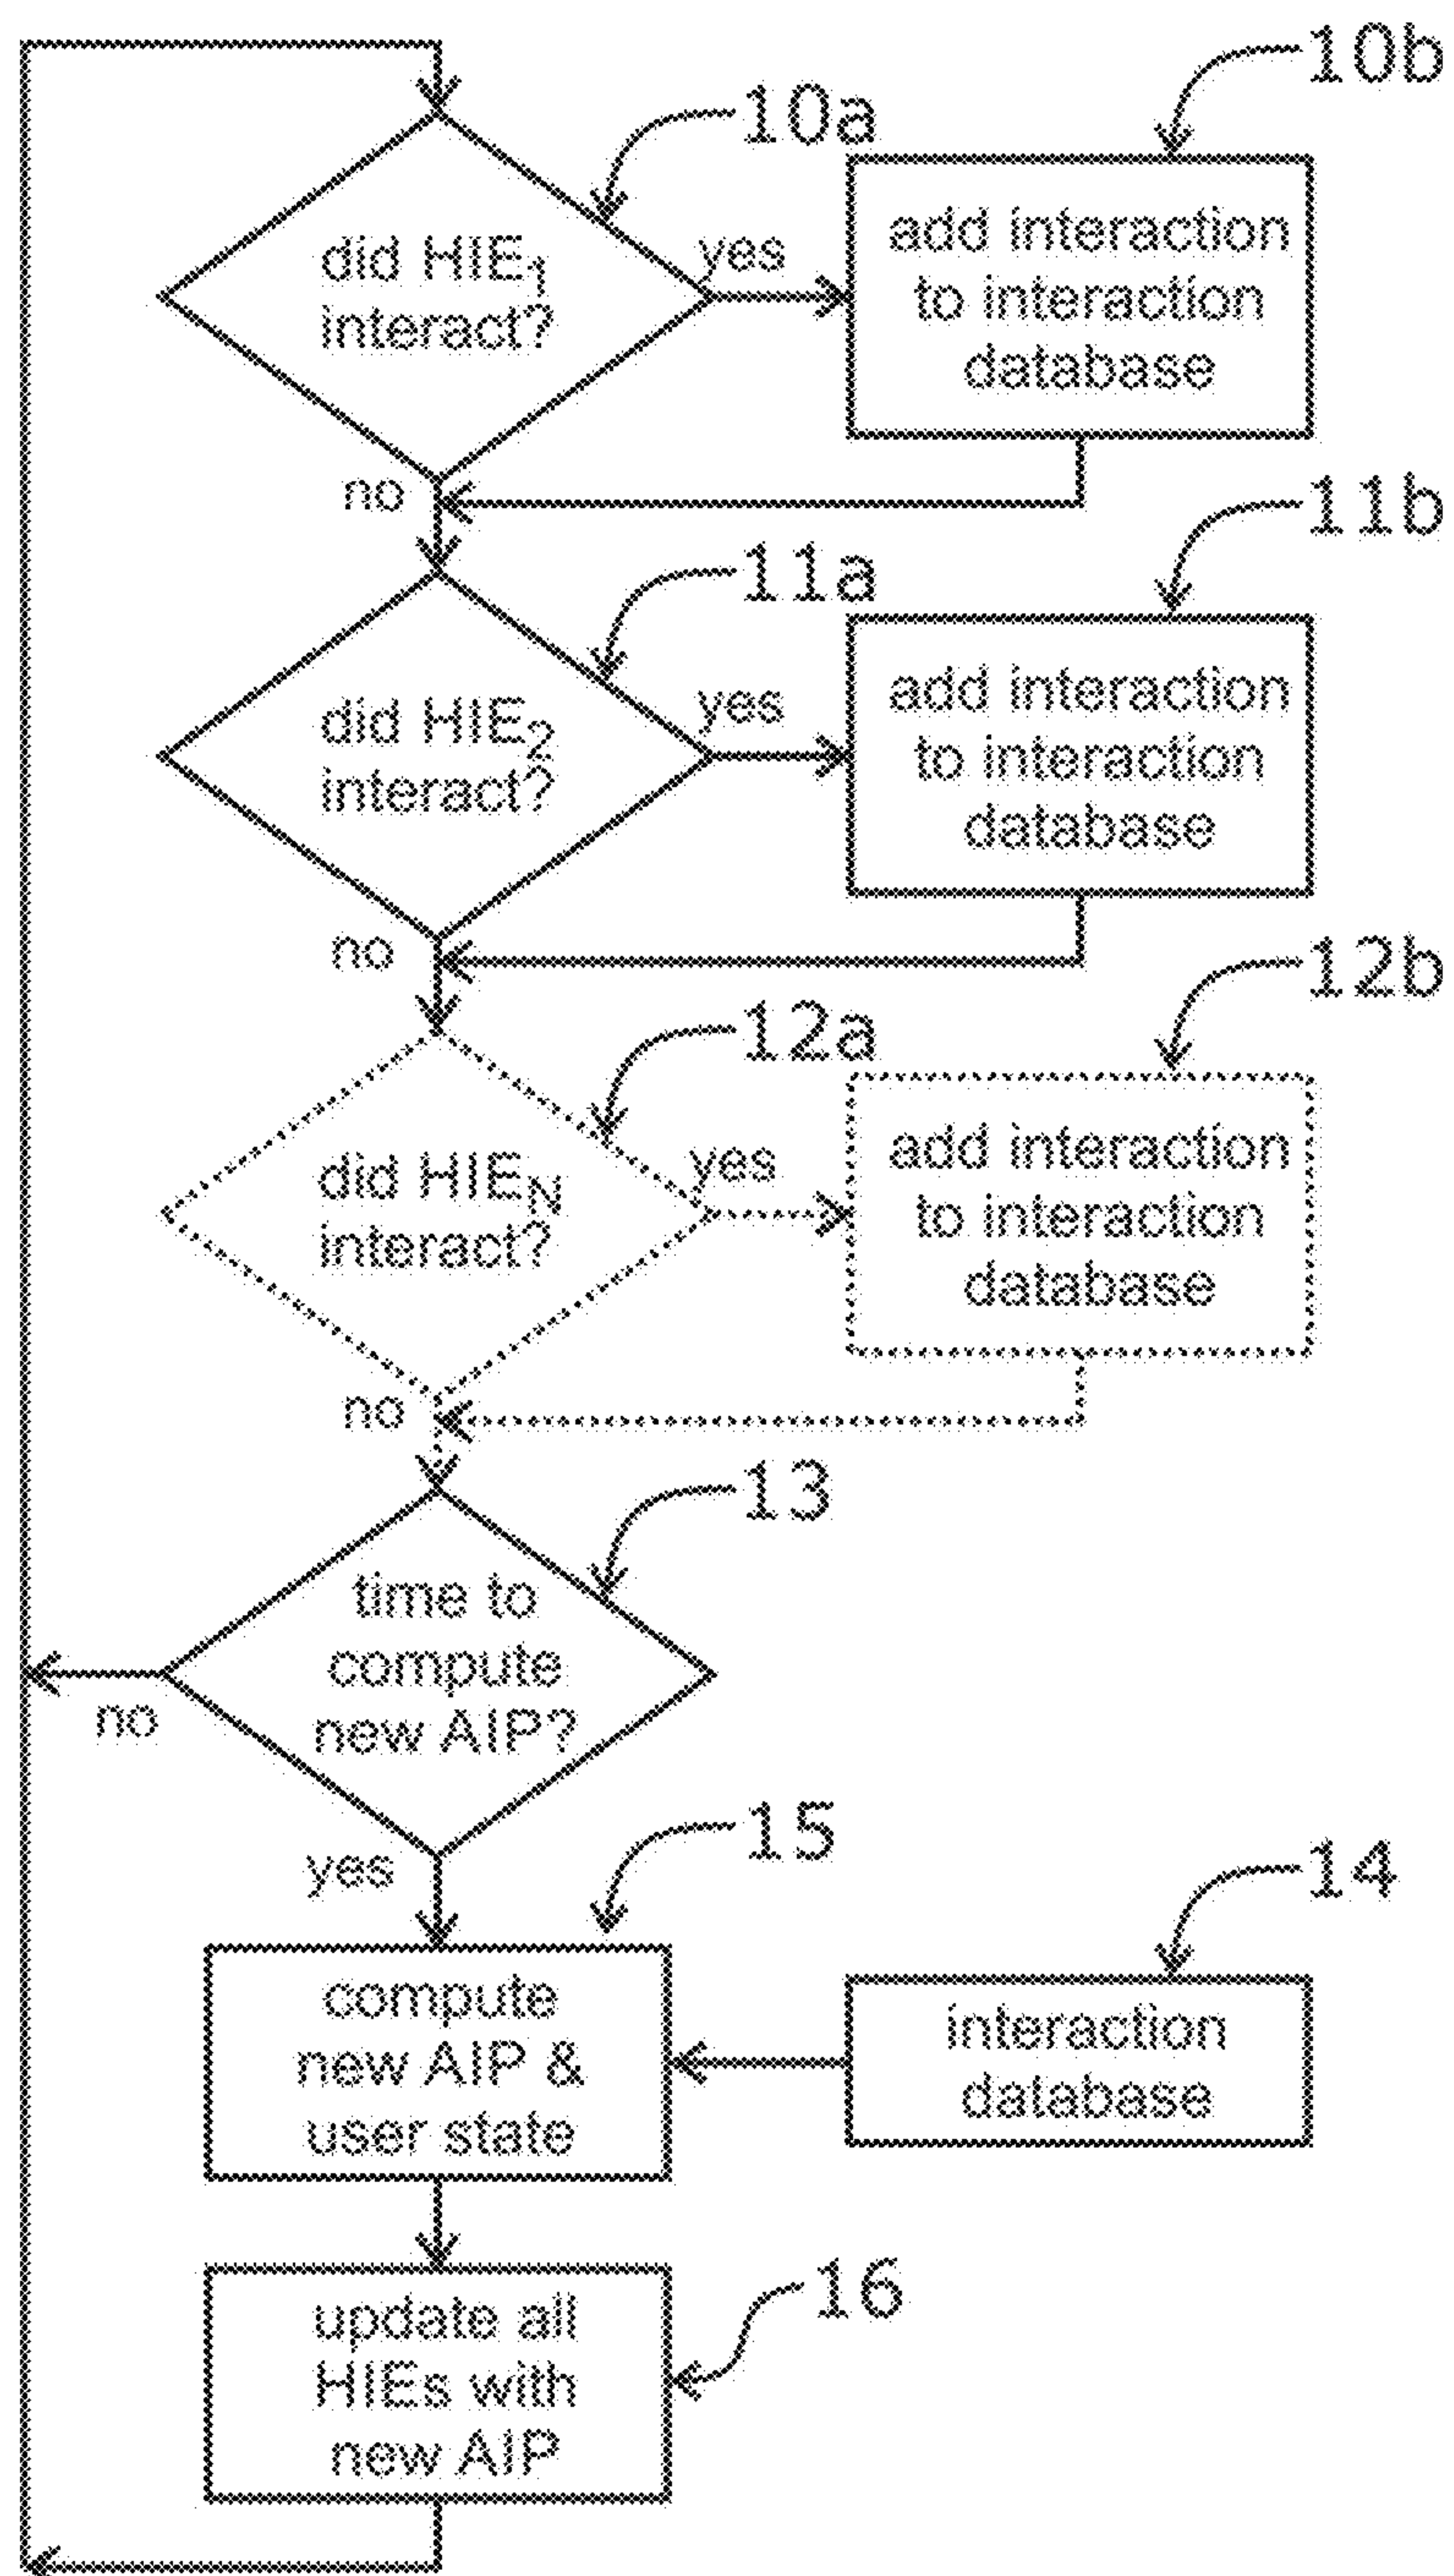 10b
10a
did HIE₁
interact?
yes
add interaction
to interaction
database
no
11b
11a
did HIE₂
interact?
yes
add interaction
to interaction
database
no
12b
12a
did HIE_N
interact?
yes
add interaction
to interaction
database
no
13
time to
compute
new AIP?
no
yes
15
14
compute
new AIP &
user state
interaction
database
16
update all
HIEs with
new AIP